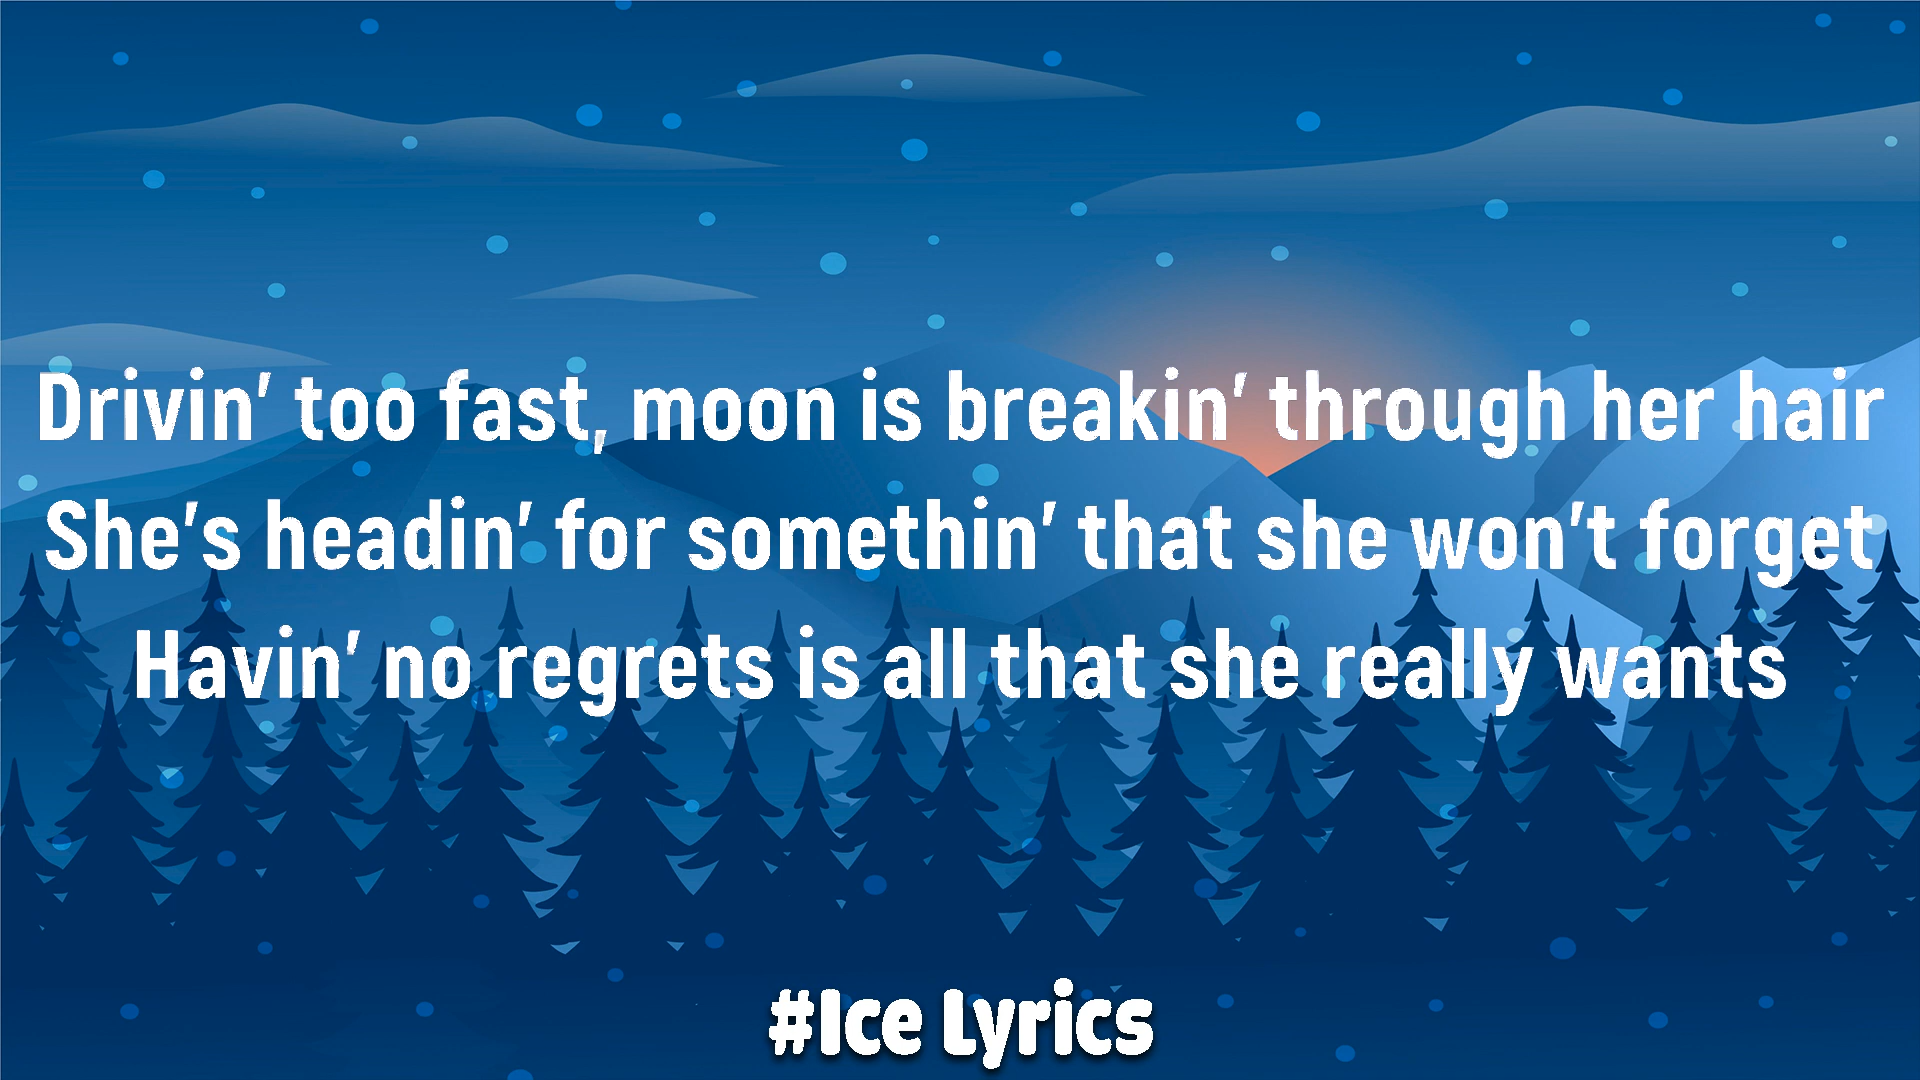 Drivin’ too fast, moon is breakin’ through her hair
She’s headin’ for somethin’ that she won’t forget
Havin’ no regrets is all that she really wants
#Ice Lyrics